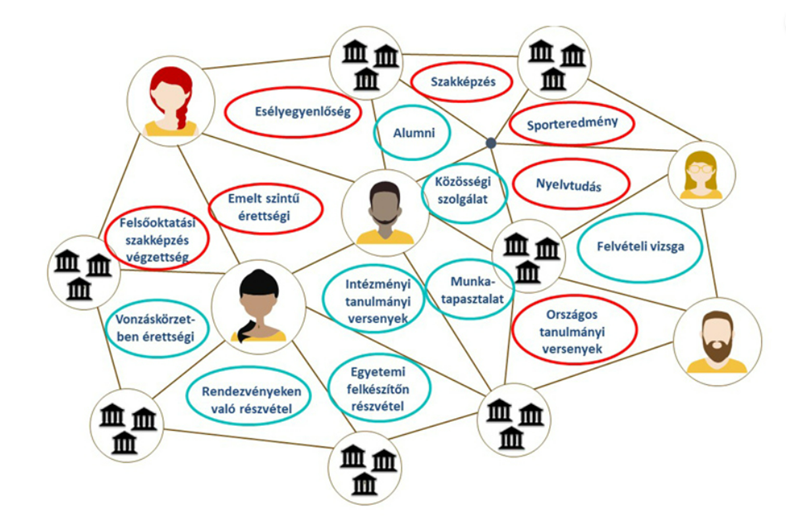 Szakképzés
Esélyegyenlőség
Alumni
Sporteredmény
Közösségi
szolgálat
Nyelvtudás
Emelt szintű
érettségi
Felsőoktatási
szakképzés
végzettség
Felvételi vizsga
Intézményi
tanulmányi
versenyek
Munka-
tapasztalat
Vonzáskörzet-
ben érettségi
Országos
tanulmányi
versenyek
Rendezvényeken
való részvétel
Egyetemi
felkészítőn
részvétel